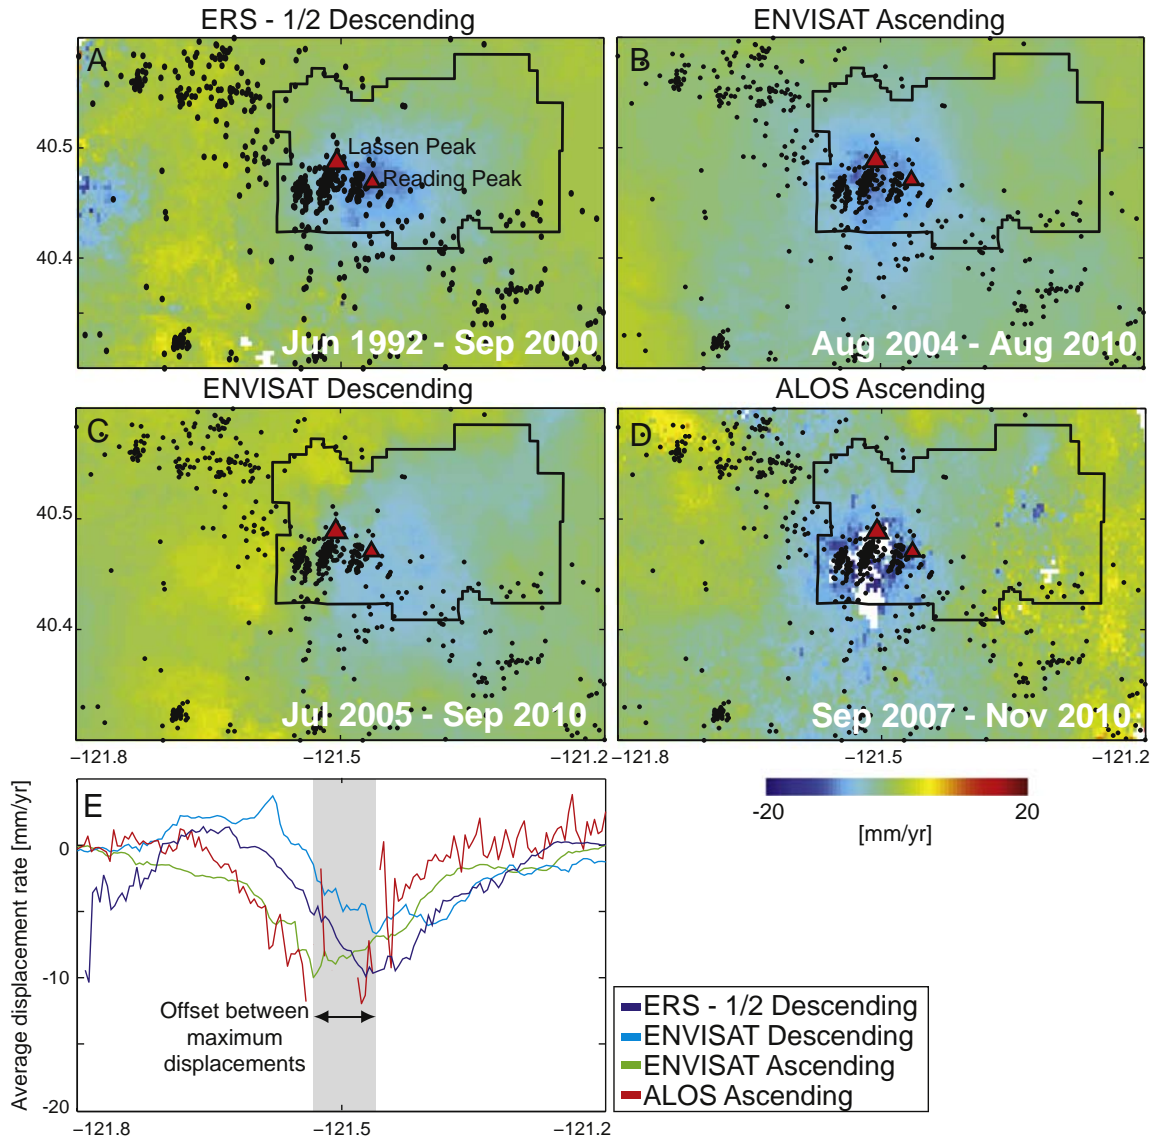 ERS - 1/2 Descending
ENVISAT Ascending
A
B
40.5
40.4
Lassen Peak
Reading Peak
Jun 1992 - Sep 2000
Aug 2004 - Aug 2010
ENVISAT Descending
ALOS Ascending
C
D
40.5
40.4
Jul 2005 - Sep 2010
Sep 2007 - Nov 2010
−121.8
−121.5
−121.2
−121.8
−121.5
−121.2
-20
20
[mm/yr]
E
Average displacement rate [mm/yr]
0
-5
-10
-15
-20
Offset between
maximum
displacements
−121.8
−121.5
−121.2
ERS - 1/2 Descending
ENVISAT Descending
ENVISAT Ascending
ALOS Ascending